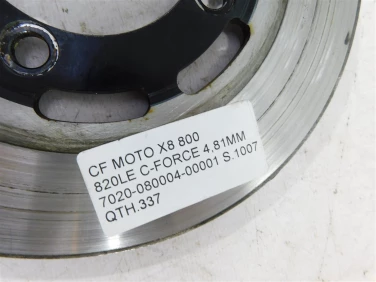 CF MOTO X8 800
820LE C-FORCE 4,81MM
7020-080004-00001 S.1007
QTH.337